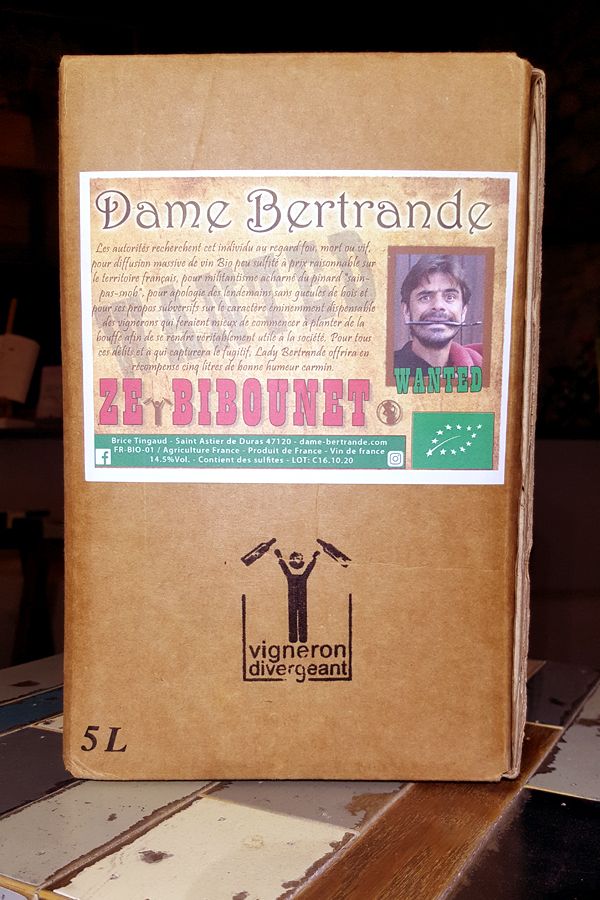 Dame Bertrande
Les autorités recherchent cet individu au regard fou, mort ou vif,
pour diffusion massive de vin Bio peu sulfité à prix raisonnable sur
le territoire français, pour militantisme acharné du pinard "sain-
pas-snob", pour apologie des lendemains sans gueules de bois et
pour ses propos subversifs sur le caractère éminemment dispensable
des vignerons qui feraient mieux de commencer à planter de la
bouffe afin de se rendre véritablement utile à la société. Pour tous
ces délits et à qui capturera le fugitif, Lady Bertrande offrira en
récompense cinq litres de bonne humeur carmin.
WANTED
ZE BIBOUNET
Brice Tingaud - Saint Astier de Duras 47120 - dame-bertrande.com
FR-BIO-01 / Agriculture France - Produit de France - Vin de france
14.5%Vol. - Contient des sulfites - LOT: C16.10.20
vigneron
divergeant
5L